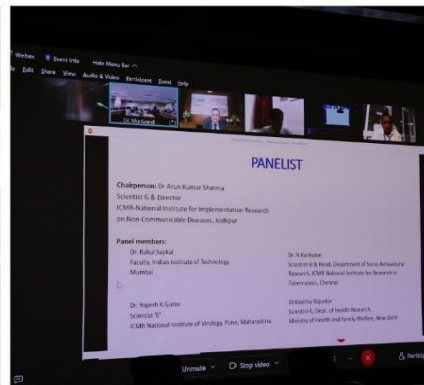 Webex Event Info Hide Menu Bar
Edit Share View Audio & Video Participant Event Help
PANELIST
Chairperson: Dr Arun Kumar Sharma
Scientist G & Director
ICMR-National Institute for Implementation Research
on Non-Communicable Diseases, Jodhpur
Panel members:
Dr. Rahul Sapkal
Faculty, Indian Institute of Technology
Mumbai
Dr. Yogesh K.Gurav
Scientist 'E'
ICMR-National Institute of Virology, Pune, Maharashtra
Dr
Scientist & Head, Department of Socio-Behavioural
Research, ICMR-National Institute for Research in
Tuberculosis, Chennai
Rajsekar
Dept. of Health Research,
Ministry of Health and Family Welfare, New Delhi
Unmute Stop video